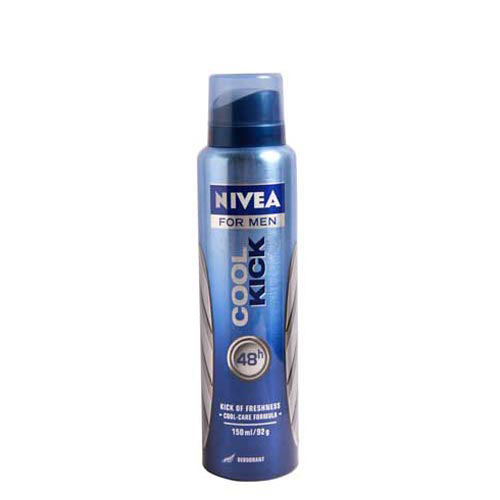 NIVEA
FOR MEN
COOL
KICK
48h
KICK OF FRESHNESS
- COOL-CARE FORMULA -
150 ml/92 g
DEODORANT